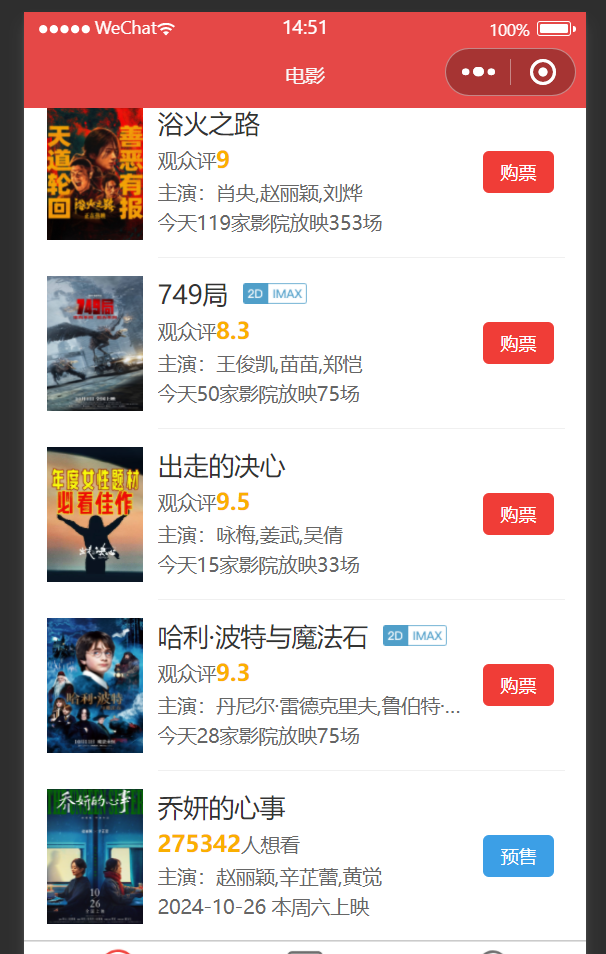 WeChat
14:51
100%
电影
天道轮回
善恶有报
浴火之路
浴火之路
观众评9
主演：肖央,赵丽颖,刘烨
今天119家影院放映353场
购票
749局
749局 2D IMAX
观众评8.3
主演：王俊凯,苗苗,郑恺
今天50家影院放映75场
购票
年度女性题材
必看佳作
出走的决心
观众评9.5
主演：咏梅,姜武,吴倩
今天15家影院放映33场
购票
哈利·波特
哈利·波特与魔法石 2D IMAX
观众评9.3
主演：丹尼尔·雷德克里夫,鲁伯特·...
今天28家影院放映75场
购票
乔妍的心事
10
26
乔妍的心事
275342人想看
主演：赵丽颖,辛芷蕾,黄觉
2024-10-26 本周六上映
预售